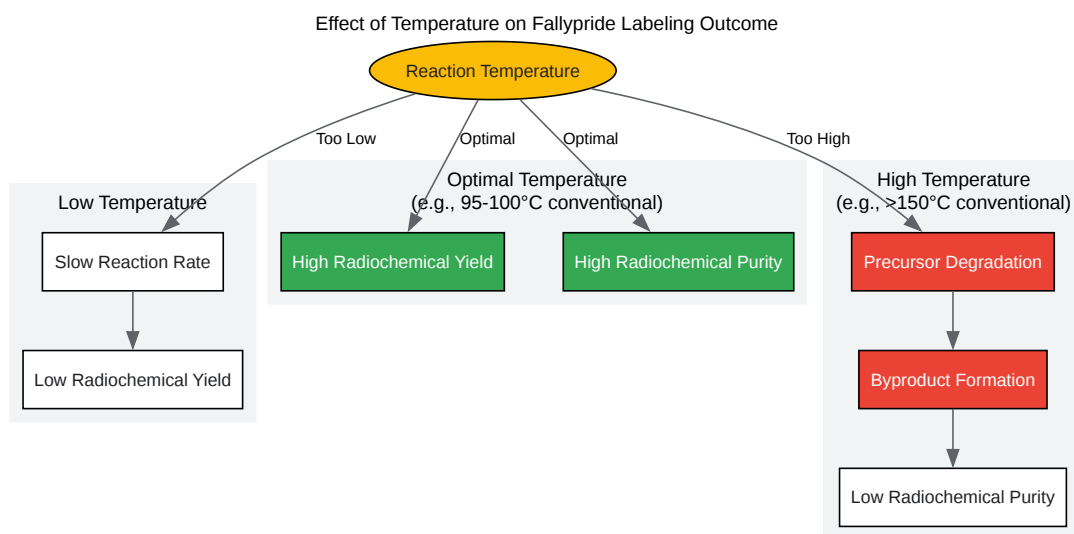 Effect of Temperature on Fallypride Labeling Outcome
Reaction Temperature
Too Low
Optimal
Optimal
Too High
Low Temperature
Optimal Temperature
(e.g., 95-100°C conventional)
High Temperature
(e.g., >150°C conventional)
Slow Reaction Rate
High Radiochemical Yield
High Radiochemical Purity
Precursor Degradation
Low Radiochemical Yield
Byproduct Formation
Low Radiochemical Purity